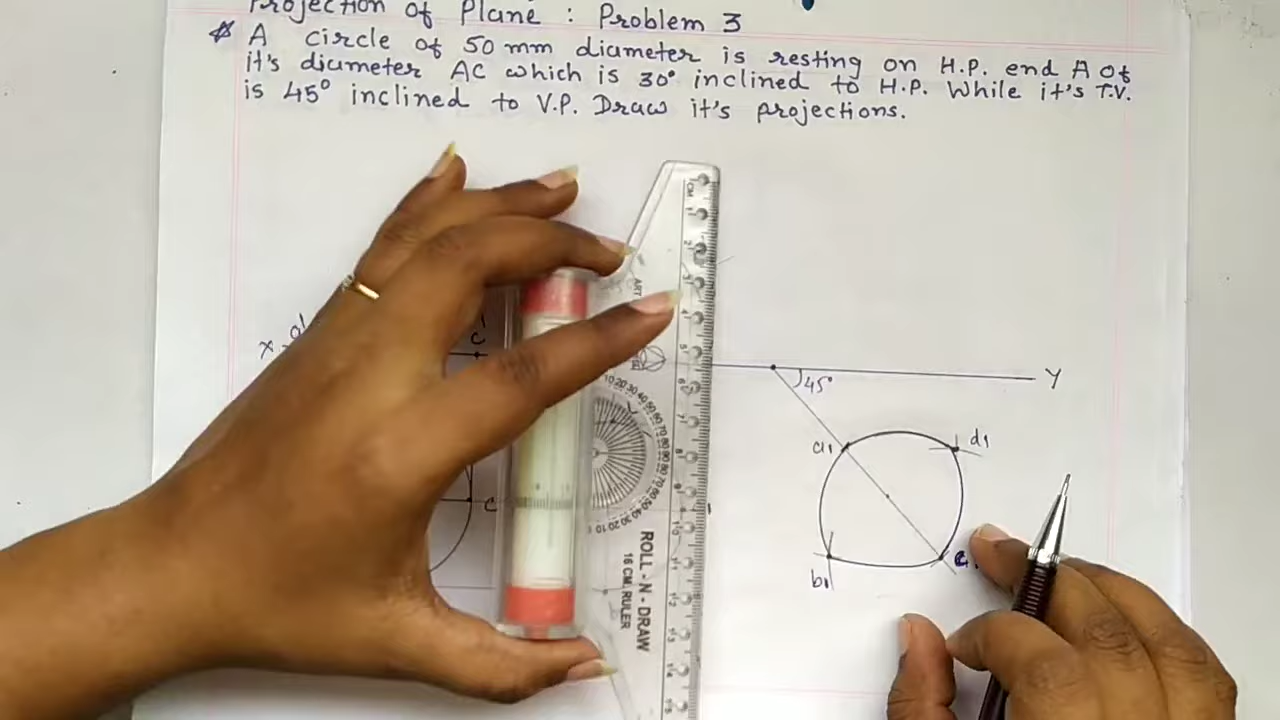 Projection of Plane : Problem 3
A circle of 50 mm diameter is resting on H.P. end A of
it's diameter AC which is 30° inclined to H.P. While it's T.V.
is 45° inclined to V.P. Draw it's projections.
X a' c' Y
45°
a1 d1
c
b1
ROLL-N-DRAW
16 CM. RULER